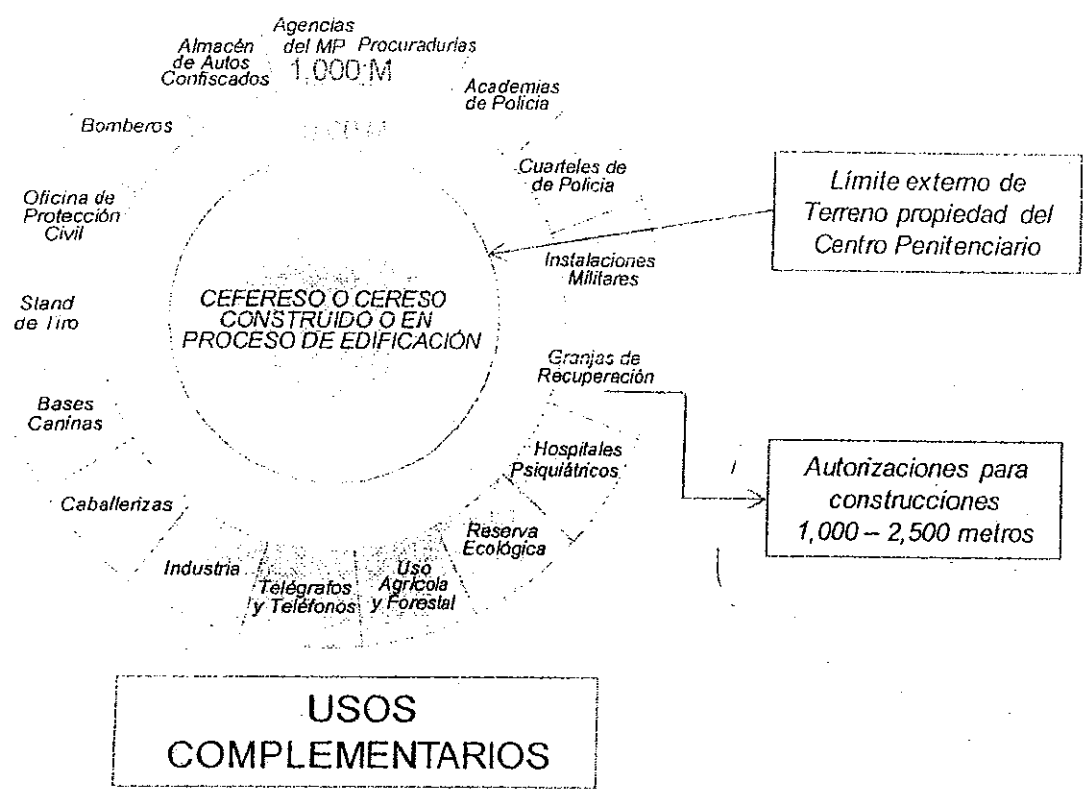 Agencias
del MP Procuradurías
1,000 M
Almacén
de Autos
Confiscados
Academias
de Policia
Bomberos
Cuarteles de
de Policia
Oficina de
Protección
Civil
Instalaciones
Militares
Stand
de Tiro
CEFERESO O CERESO
CONSTRUIDO O EN
PROCESO DE EDIFICACIÓN
Granjas de
Recuperación
Bases
Caninas
Hospitales
Psiquiátricos
Caballerizas
Reserva
Ecológica
Industria
Telégrafos
y Teléfonos
Uso
Agrícola
y Forestal
Límite externo de
Terreno propiedad del
Centro Penitenciario
Autorizaciones para
construcciones
1,000 – 2,500 metros
USOS
COMPLEMENTARIOS